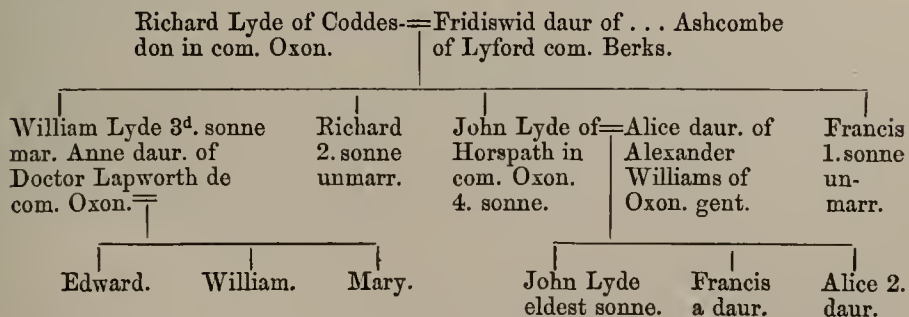 Richard Lyde of Coddes-
don in com. Oxon.
Fridiswid daur of . . . Ashcombe
of Lyford com. Berks.
William Lyde 3d. sonne
mar. Anne daur. of
Doctor Lapworth de
com. Oxon.
Richard
2. sonne
unmarr.
John Lyde of
Horspath in
com. Oxon.
4. sonne.
Alice daur. of
Alexander
Williams of
Oxon. gent.
Francis
1. sonne
un-
marr.
Edward.
William.
Mary.
John Lyde
eldest sonne.
Francis
a daur.
Alice 2.
daur.